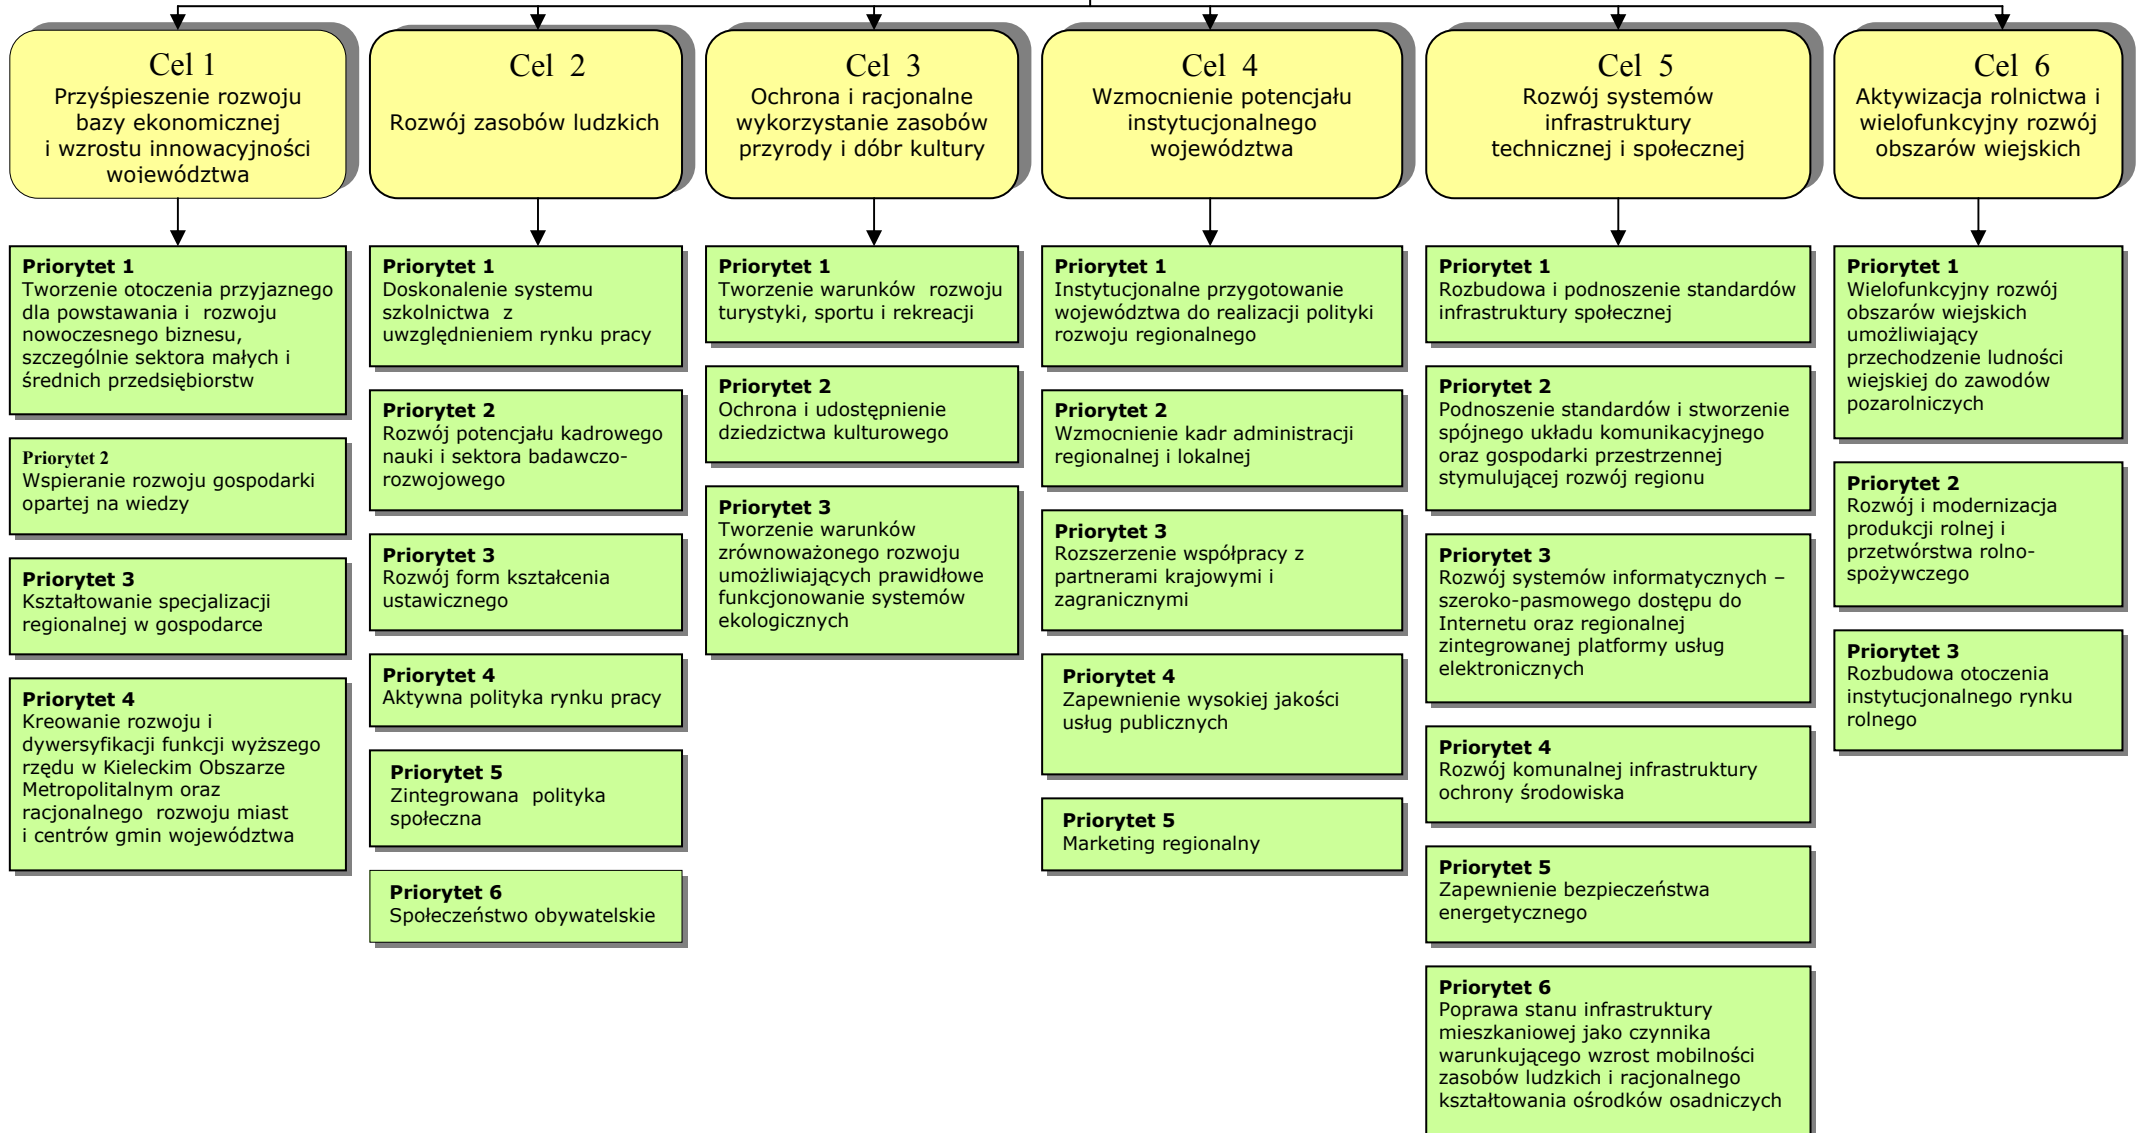 Cel 1
Przyśpieszenie rozwoju
bazy ekonomicznej
i wzrostu innowacyjności
województwa
Priorytet 1
Tworzenie otoczenia przyjaznego
dla powstawania i rozwoju
nowoczesnego biznesu,
szczególnie sektora małych i
średnich przedsiębiorstw
Priorytet 2
Wspieranie rozwoju gospodarki
opartej na wiedzy
Priorytet 3
Kształtowanie specjalizacji
regionalnej w gospodarce
Priorytet 4
Kreowanie rozwoju i
dywersyfikacji funkcji wyższego
rzędu w Kieleckim Obszarze
Metropolitalnym oraz
racjonalnego rozwoju miast
i centrów gmin województwa
Cel 2
Rozwój zasobów ludzkich
Priorytet 1
Doskonalenie systemu
szkolnictwa z
uwzględnieniem rynku pracy
Priorytet 2
Rozwój potencjału kadrowego
nauki i sektora badawczo-
rozwojowego
Priorytet 3
Rozwój form kształcenia
ustawicznego
Priorytet 4
Aktywna polityka rynku pracy
Priorytet 5
Zintegrowana polityka
społeczna
Priorytet 6
Społeczeństwo obywatelskie
Cel 3
Ochrona i racjonalne
wykorzystanie zasobów
przyrody i dóbr kultury
Priorytet 1
Tworzenie warunków rozwoju
turystyki, sportu i rekreacji
Priorytet 2
Ochrona i udostępnienie
dziedzictwa kulturowego
Priorytet 3
Tworzenie warunków
zrównoważonego rozwoju
umożliwiających prawidłowe
funkcjonowanie systemów
ekologicznych
Cel 4
Wzmocnienie potencjału
instytucjonalnego
województwa
Priorytet 1
Instytucjonalne przygotowanie
województwa do realizacji polityki
rozwoju regionalnego
Priorytet 2
Wzmocnienie kadr administracji
regionalnej i lokalnej
Priorytet 3
Rozszerzenie współpracy z
partnerami krajowymi i
zagranicznymi
Priorytet 4
Zapewnienie wysokiej jakości
usług publicznych
Priorytet 5
Marketing regionalny
Cel 5
Rozwój systemów
infrastruktury
technicznej i społecznej
Priorytet 1
Rozbudowa i podnoszenie standardów
infrastruktury społecznej
Priorytet 2
Podnoszenie standardów i stworzenie
spójnego układu komunikacyjnego
oraz gospodarki przestrzennej
stymulującej rozwój regionu
Priorytet 3
Rozwój systemów informatycznych –
szeroko-pasmowego dostępu do
Internetu oraz regionalnej
zintegrowanej platformy usług
elektronicznych
Priorytet 4
Rozwój komunalnej infrastruktury
ochrony środowiska
Priorytet 5
Zapewnienie bezpieczeństwa
energetycznego
Priorytet 6
Poprawa stanu infrastruktury
mieszkaniowej jako czynnika
warunkującego wzrost mobilności
zasobów ludzkich i racjonalnego
kształtowania ośrodków osadniczych
Cel 6
Aktywizacja rolnictwa i
wielofunkcyjny rozwój
obszarów wiejskich
Priorytet 1
Wielofunkcyjny rozwój
obszarów wiejskich
umożliwiający
przechodzenie ludności
wiejskiej do zawodów
pozarolniczych
Priorytet 2
Rozwój i modernizacja
produkcji rolnej i
przetwórstwa rolno-
spożywczego
Priorytet 3
Rozbudowa otoczenia
instytucjonalnego rynku
rolnego